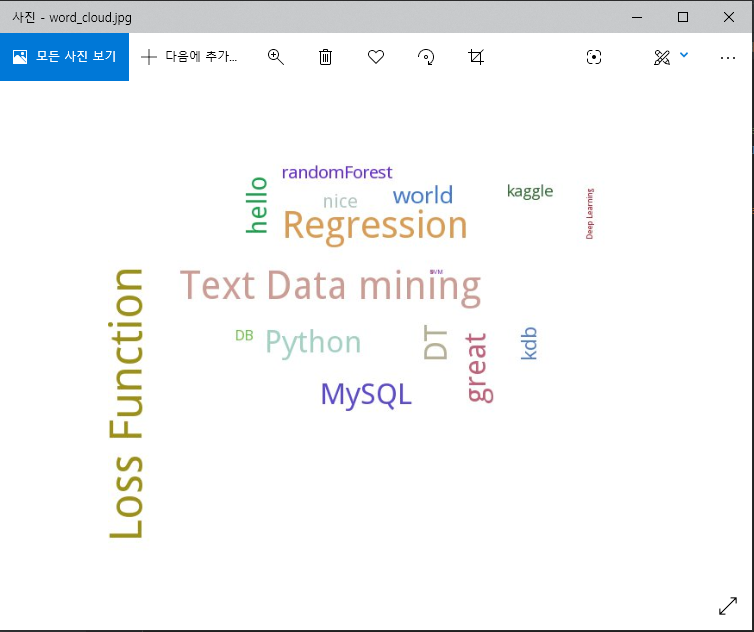 사진 - word_cloud.jpg
모든 사진 보기
다음에 추가...
randomForest
hello
nice
world
kaggle
Deep Learning
Regression
Text Data mining
SVM
Loss Function
DB
Python
DT
great
kdb
MySQL